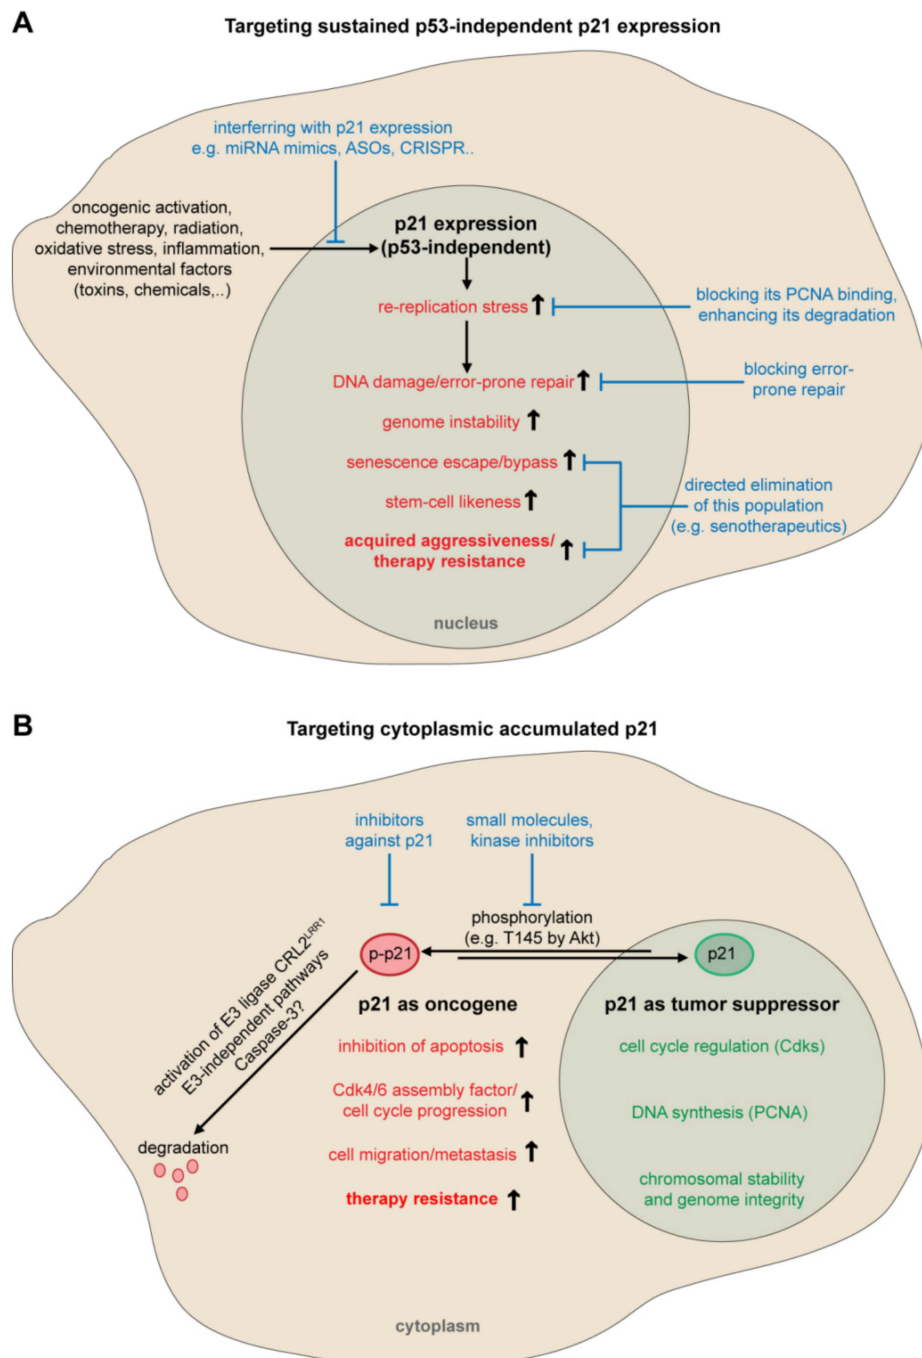 A
Targeting sustained p53-independent p21 expression
interfering with p21 expression
e.g. miRNA mimics, ASOs, CRISPR..
oncogenic activation,
chemotherapy, radiation,
oxidative stress, inflammation,
environmental factors
(toxins, chemicals,..)
p21 expression
(p53-independent)
re-replication stress
blocking its PCNA binding,
enhancing its degradation
DNA damage/error-prone repair
blocking error-
prone repair
genome instability
senescence escape/bypass
stem-cell likeness
directed elimination
of this population
(e.g. senotherapeutics)
acquired aggressiveness/
therapy resistance
nucleus
B
Targeting cytoplasmic accumulated p21
inhibitors
against p21
small molecules,
kinase inhibitors
phosphorylation
(e.g. T145 by Akt)
p-p21
p21
activation of E3 ligase CRL2^LRR1
E3-independent pathways
Caspase-3?
degradation
p21 as oncogene
inhibition of apoptosis
Cdk4/6 assembly factor/
cell cycle progression
cell migration/metastasis
therapy resistance
p21 as tumor suppressor
cell cycle regulation (Cdks)
DNA synthesis (PCNA)
chromosomal stability
and genome integrity
cytoplasm